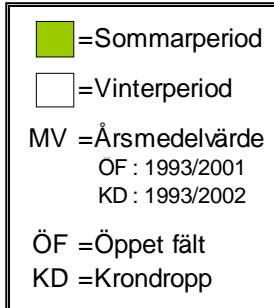 =Sommarperiod
=Vinterperiod
MV =Årsmedelvärde
ÖF : 1993/2001
KD : 1993/2002
ÖF =Öppet fält
KD =Krondropp